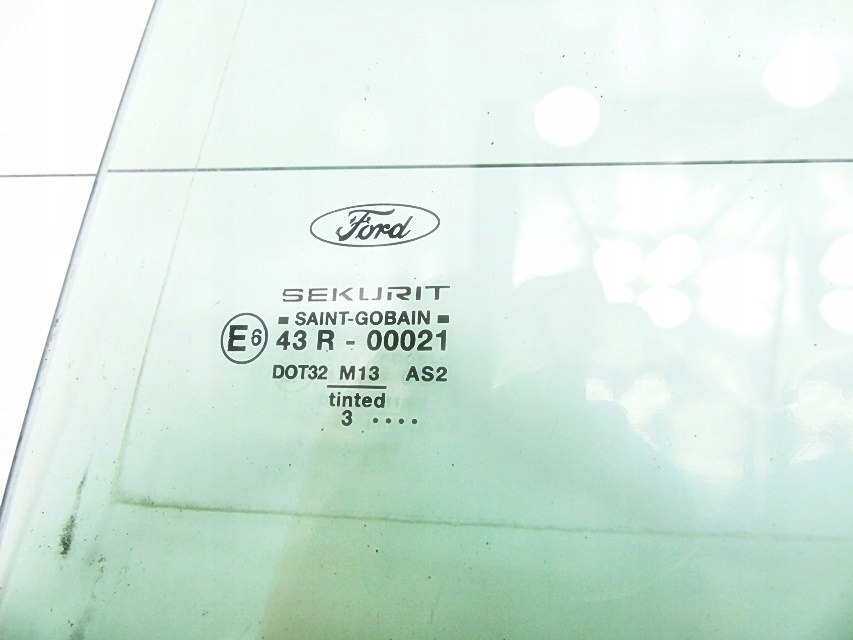 Ford
SEKURIT
SAINT-GOBAIN
E6 43 R - 00021
DOT32 M13 AS2
tinted
3 ....